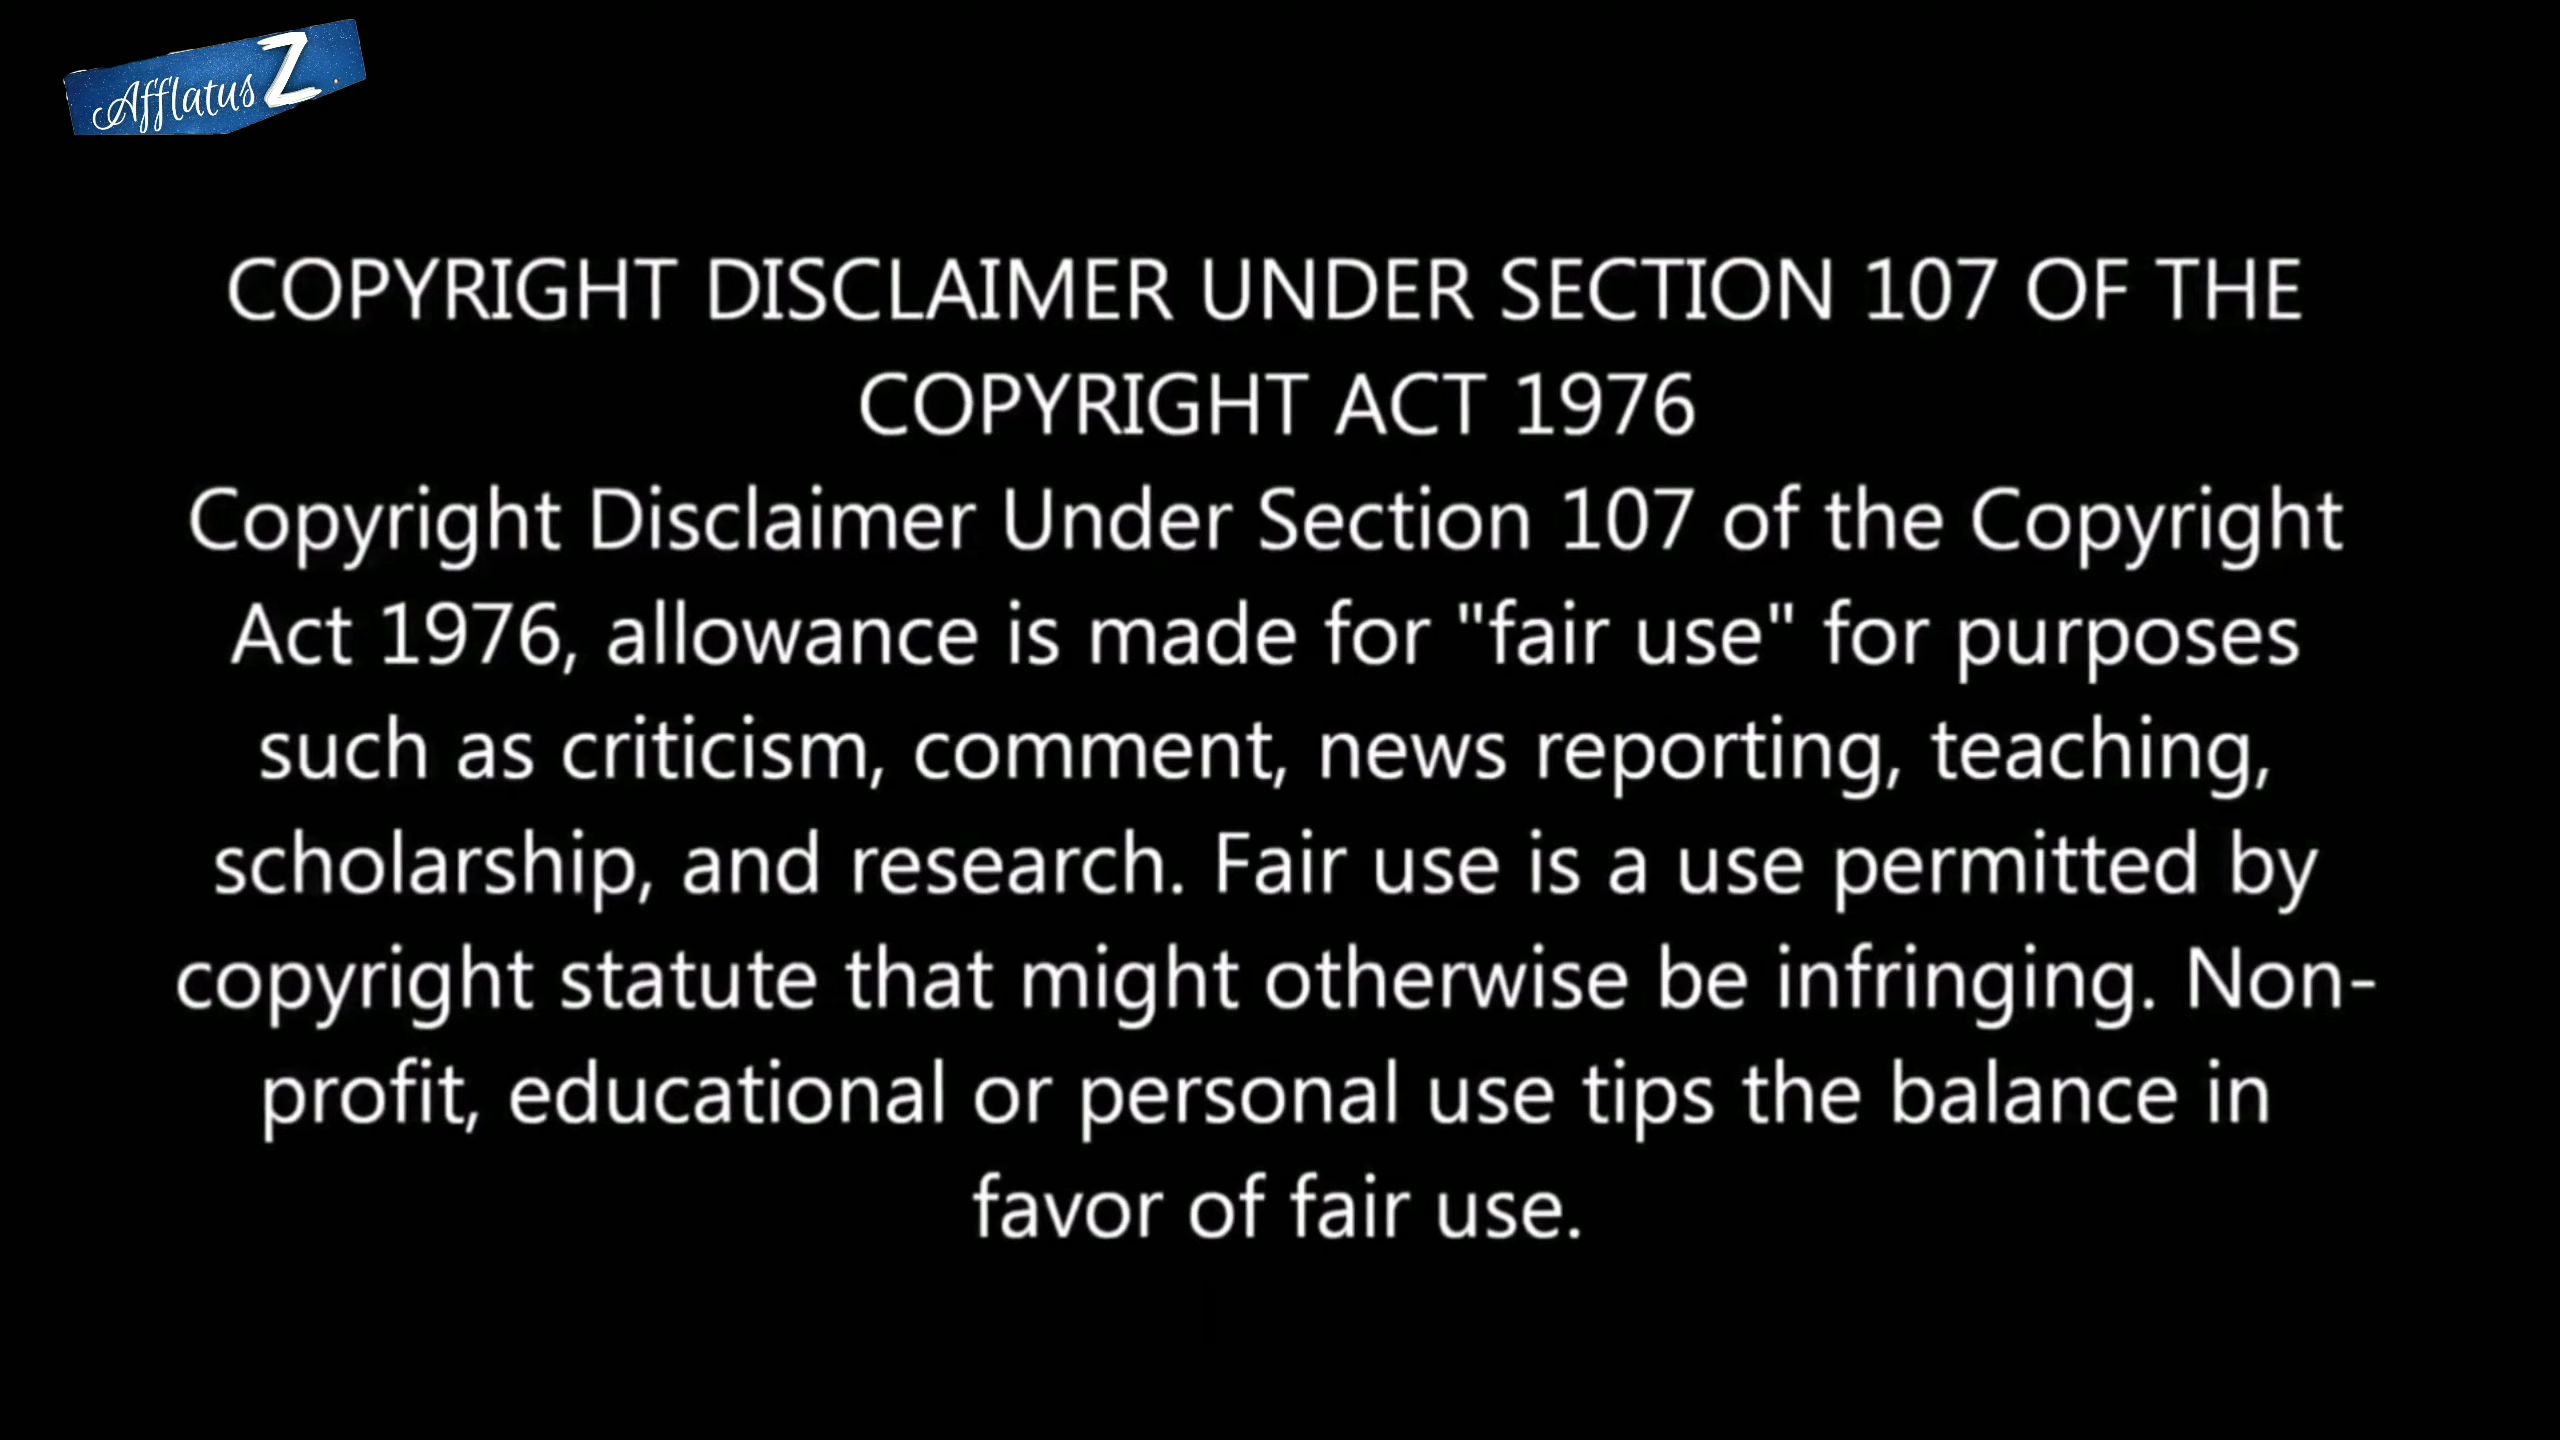 Afflatus Z
COPYRIGHT DISCLAIMER UNDER SECTION 107 OF THE
COPYRIGHT ACT 1976
Copyright Disclaimer Under Section 107 of the Copyright
Act 1976, allowance is made for "fair use" for purposes
such as criticism, comment, news reporting, teaching,
scholarship, and research. Fair use is a use permitted by
copyright statute that might otherwise be infringing. Non-
profit, educational or personal use tips the balance in
favor of fair use.